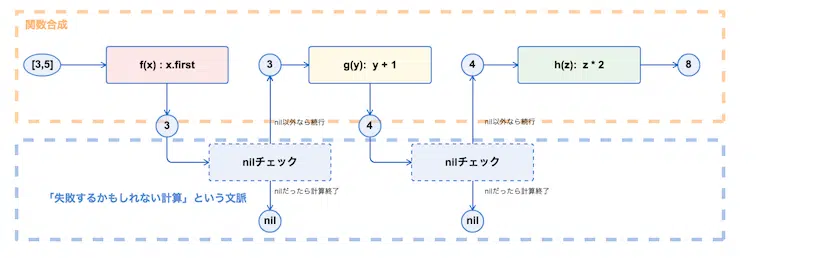 関数合成
[3,5]
f(x) : x.first
3
g(y): y + 1
4
h(z): z * 2
8
3
nil以外なら続行
4
nil以外なら続行
nilチェック
nilチェック
「失敗するかもしれない計算」という文脈
nilだったら計算終了
nilだったら計算終了
nil
nil